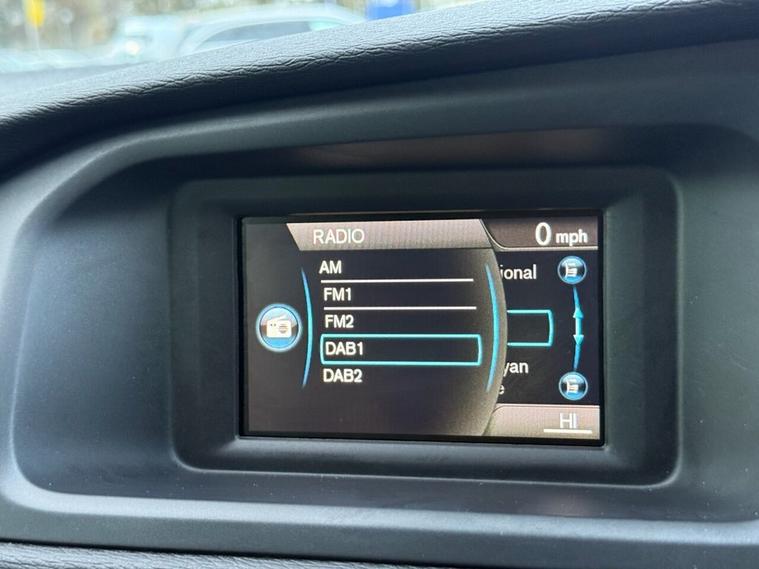 RADIO
0 mph
AM
FM1
FM2
DAB1
DAB2
ional
yan
HI